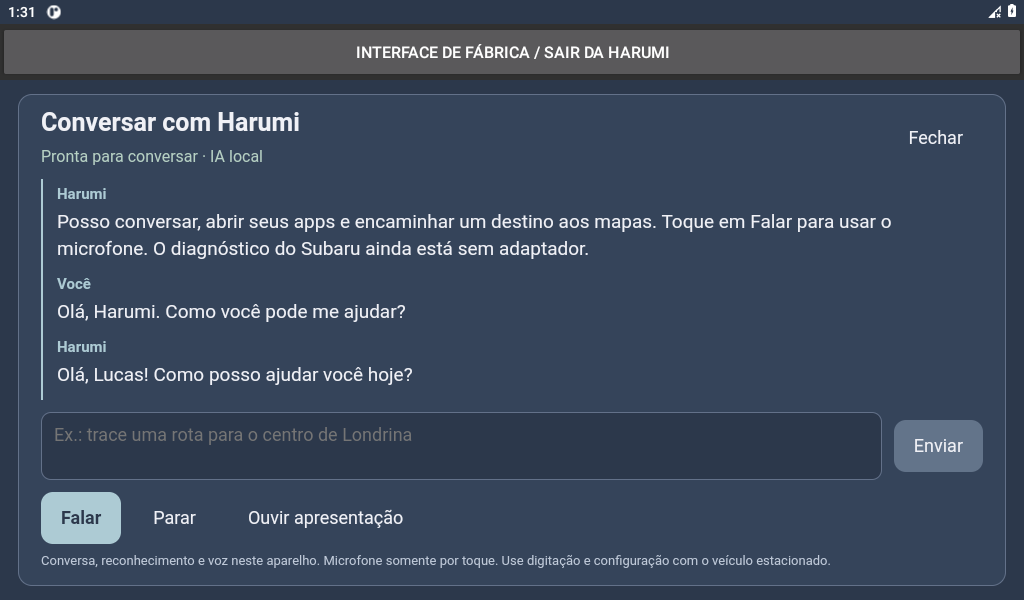 1:31
INTERFACE DE FÁBRICA / SAIR DA HARUMI
Conversar com Harumi
Fechar
Pronta para conversar · IA local
Harumi
Posso conversar, abrir seus apps e encaminhar um destino aos mapas. Toque em Falar para usar o
microfone. O diagnóstico do Subaru ainda está sem adaptador.
Você
Olá, Harumi. Como você pode me ajudar?
Harumi
Olá, Lucas! Como posso ajudar você hoje?
Ex.: trace uma rota para o centro de Londrina
Enviar
Falar
Parar
Ouvir apresentação
Conversa, reconhecimento e voz neste aparelho. Microfone somente por toque. Use digitação e configuração com o veículo estacionado.